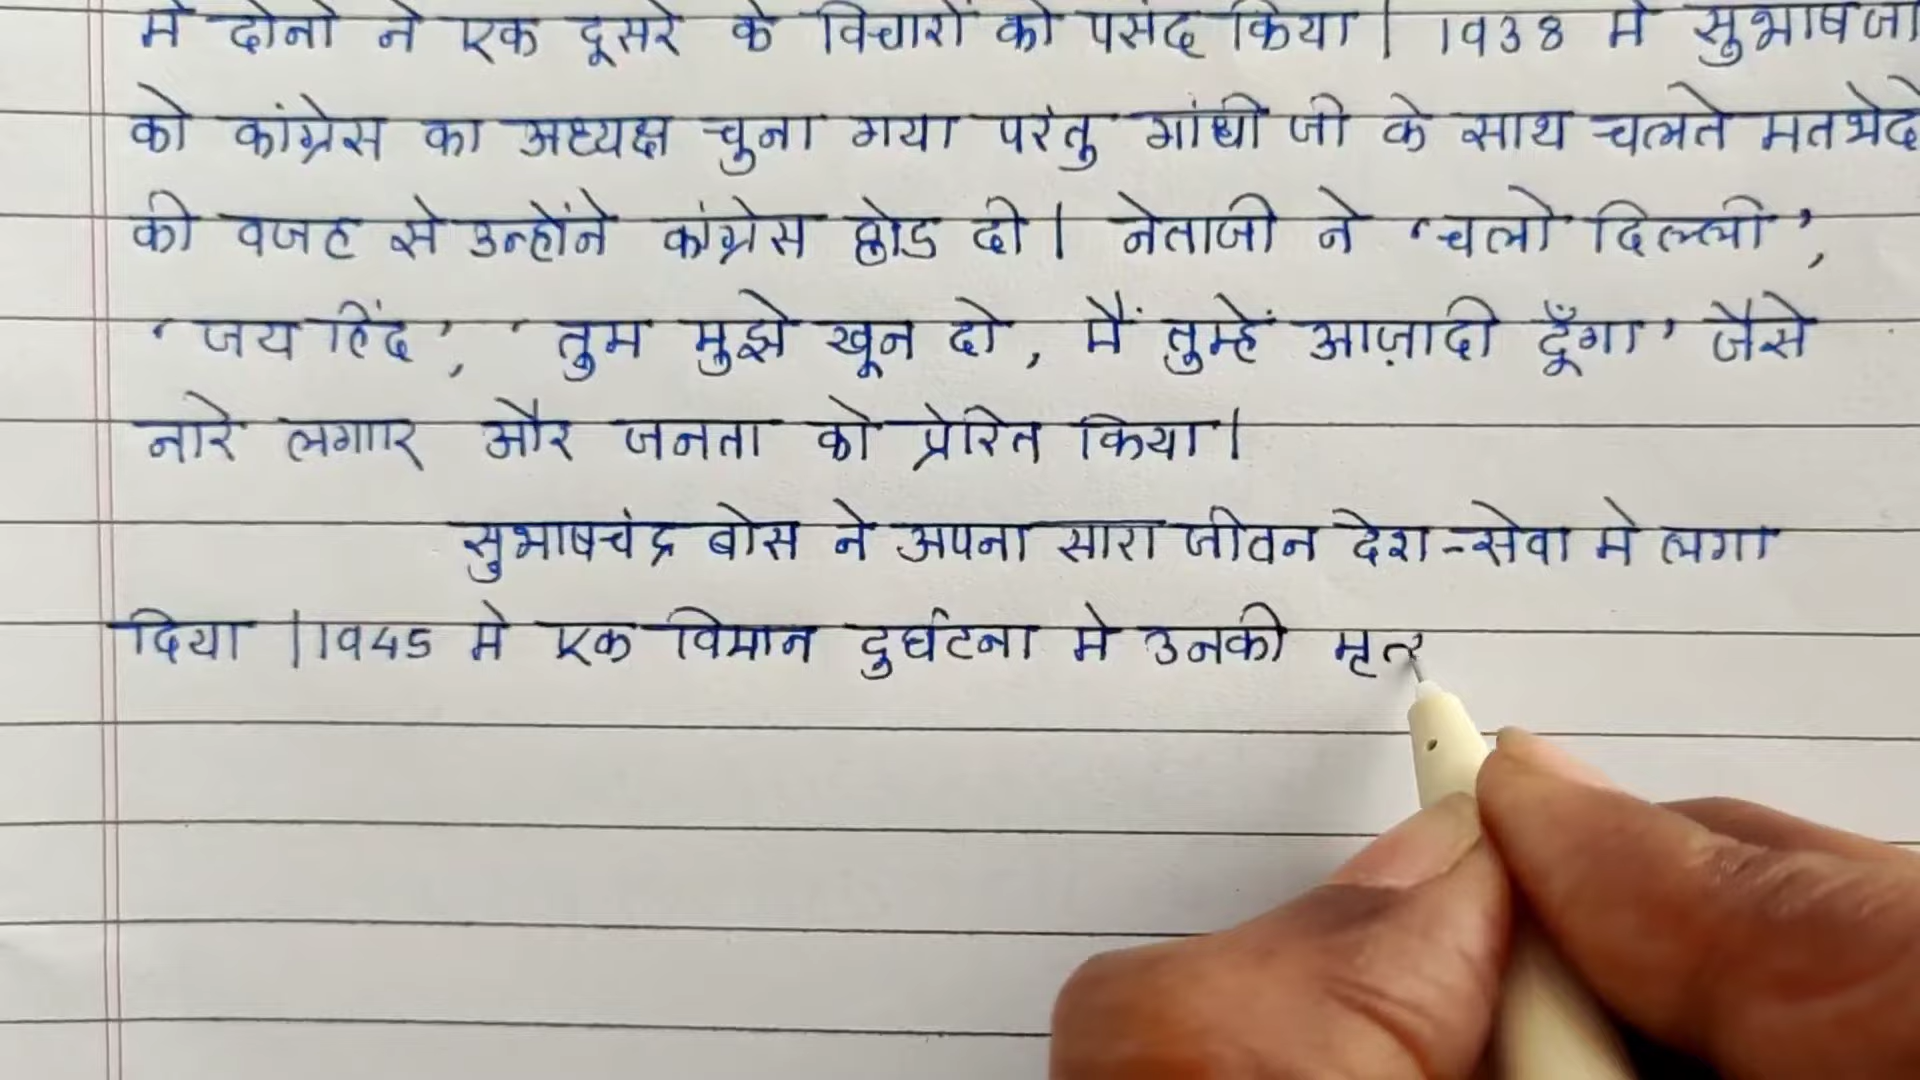 मे दोनो ने एक दूसरे के विचारों को पसंद किया | 1938 मे सुभाषजी
को कांग्रेस का अध्यक्ष चुना गया परंतु गांधी जी के साथ चलते मतभेदो
की वजह से उन्होंने कांग्रेस छोड दी | नेताजी ने 'चलो दिल्ली',
'जय हिंद', 'तुम मुझे खून दो, मैं तुम्हें आज़ादी दूँगा' जैसे
नारे लगाए और जनता को प्रेरित किया |
सुभाषचंद्र बोस ने अपना सारा जीवन देश-सेवा मे लगा
दिया | 1945 मे एक विमान दुर्घटना मे उनकी